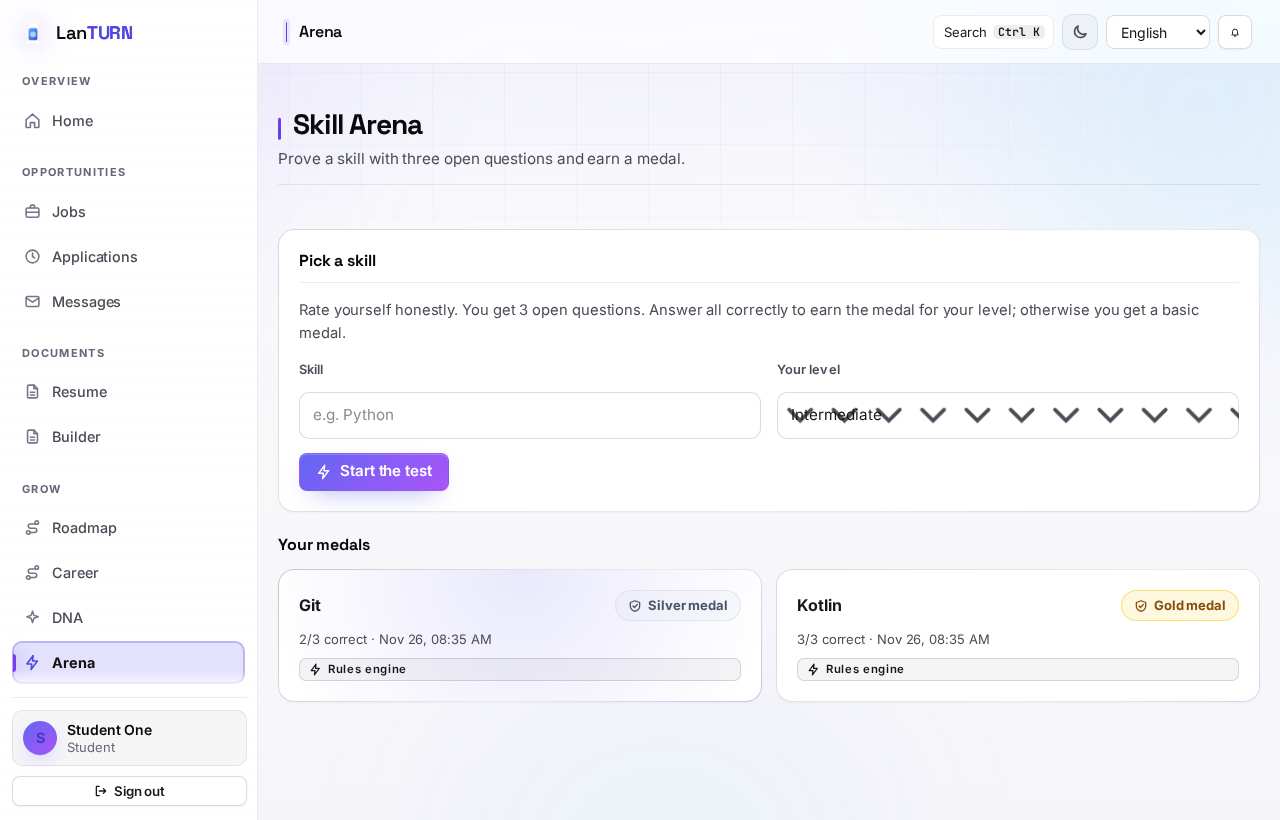 LanTURN
OVERVIEW
Home
OPPORTUNITIES
Jobs
Applications
Messages
DOCUMENTS
Resume
Builder
GROW
Roadmap
Career
DNA
Arena
S
Student One
Student
Sign out
Arena
Search Ctrl K
English
Skill Arena
Prove a skill with three open questions and earn a medal.
Pick a skill
Rate yourself honestly. You get 3 open questions. Answer all correctly to earn the medal for your level; otherwise you get a basic
medal.
Skill
e.g. Python
Your level
Intermediate
Start the test
Your medals
Git
Silver medal
2/3 correct · Nov 26, 08:35 AM
Rules engine
Kotlin
Gold medal
3/3 correct · Nov 26, 08:35 AM
Rules engine